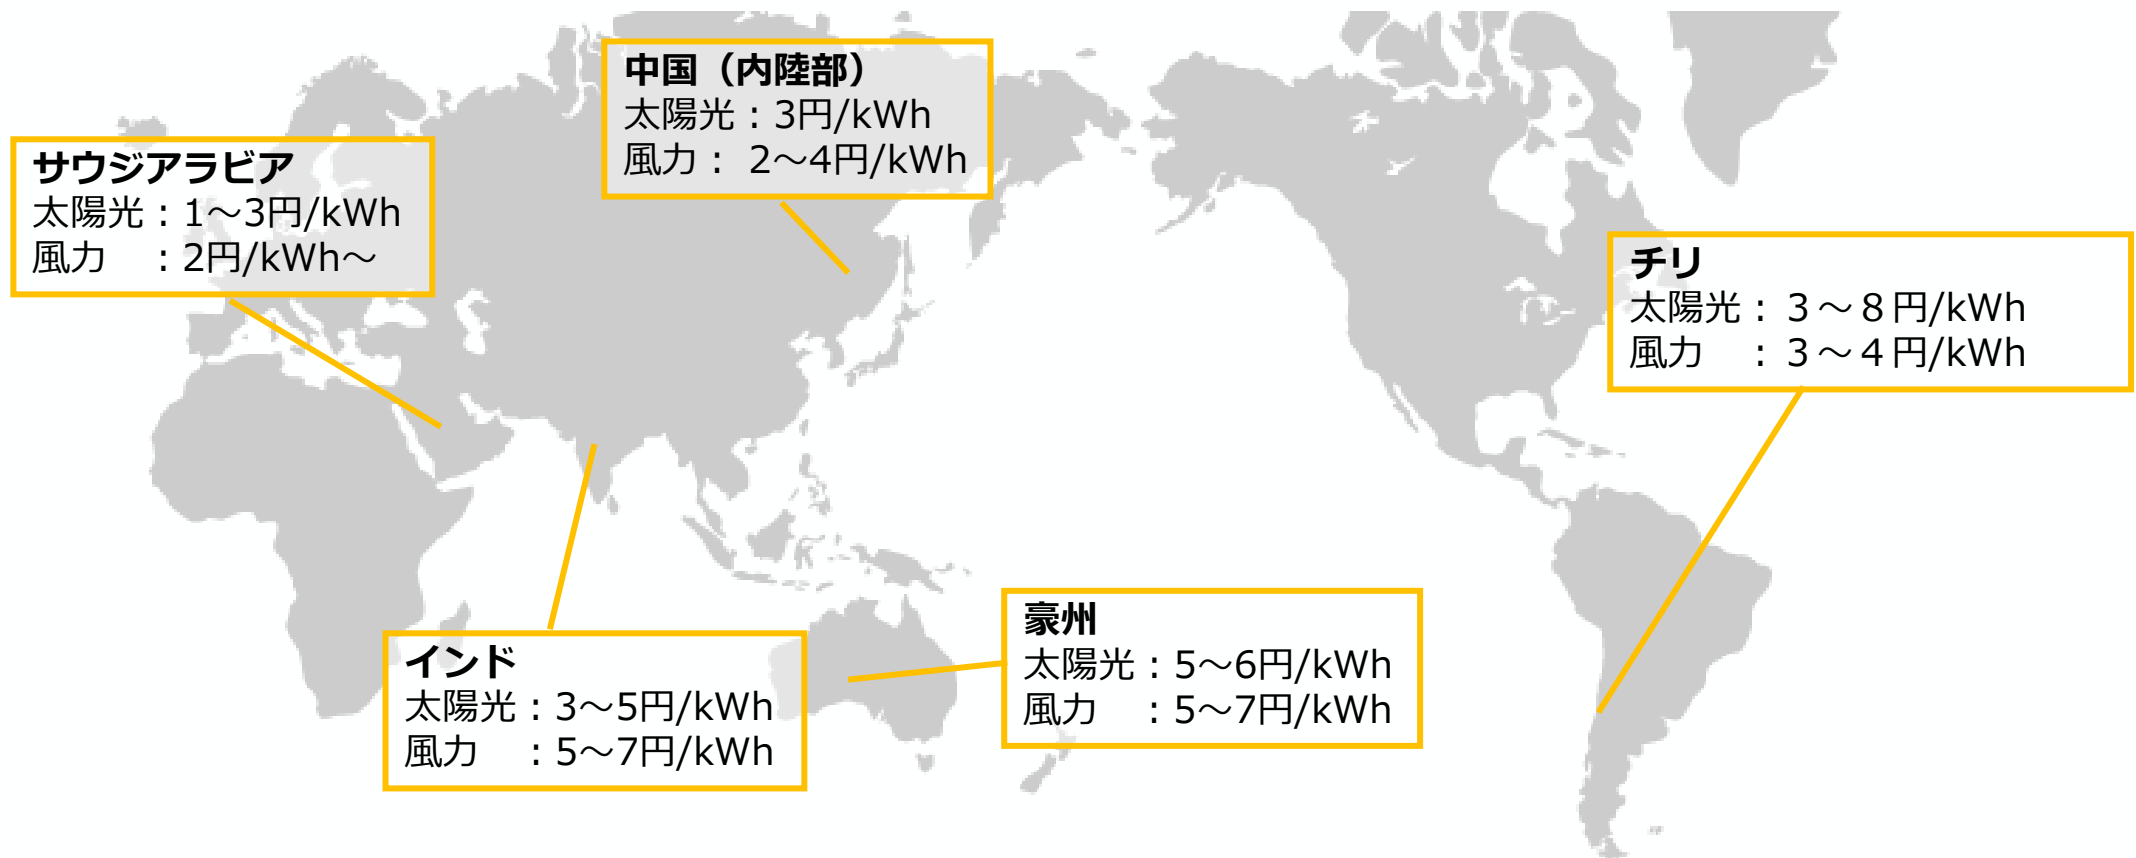 中国（内陸部）
太陽光：3円/kWh
風力： 2～4円/kWh
サウジアラビア
太陽光：1～3円/kWh
風力　：2円/kWh～
チリ
太陽光：３～８円/kWh
風力　：３～４円/kWh
豪州
太陽光：5～6円/kWh
風力　：5～7円/kWh
インド
太陽光：3～5円/kWh
風力　：5～7円/kWh